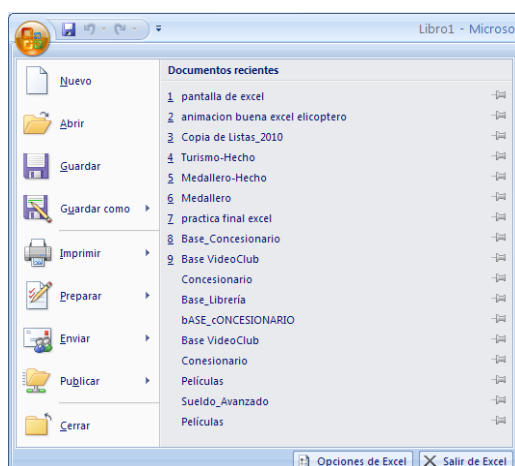 Libro1 - Microso
Nuevo
Abrir
Guardar
Guardar como
Imprimir
Preparar
Enviar
Publicar
Cerrar
Documentos recientes
1 pantalla de excel
2 animacion buena excel elicoptero
3 Copia de Listas_2010
4 Turismo-Hecho
5 Medallero-Hecho
6 Medallero
7 practica final excel
8 Base_Concesionario
9 Base VideoClub
Concesionario
Base_Librería
bASE_cONCESIONARIO
Base VideoClub
Conesionario
Películas
Sueldo_Avanzado
Películas
Opciones de Excel
Salir de Excel